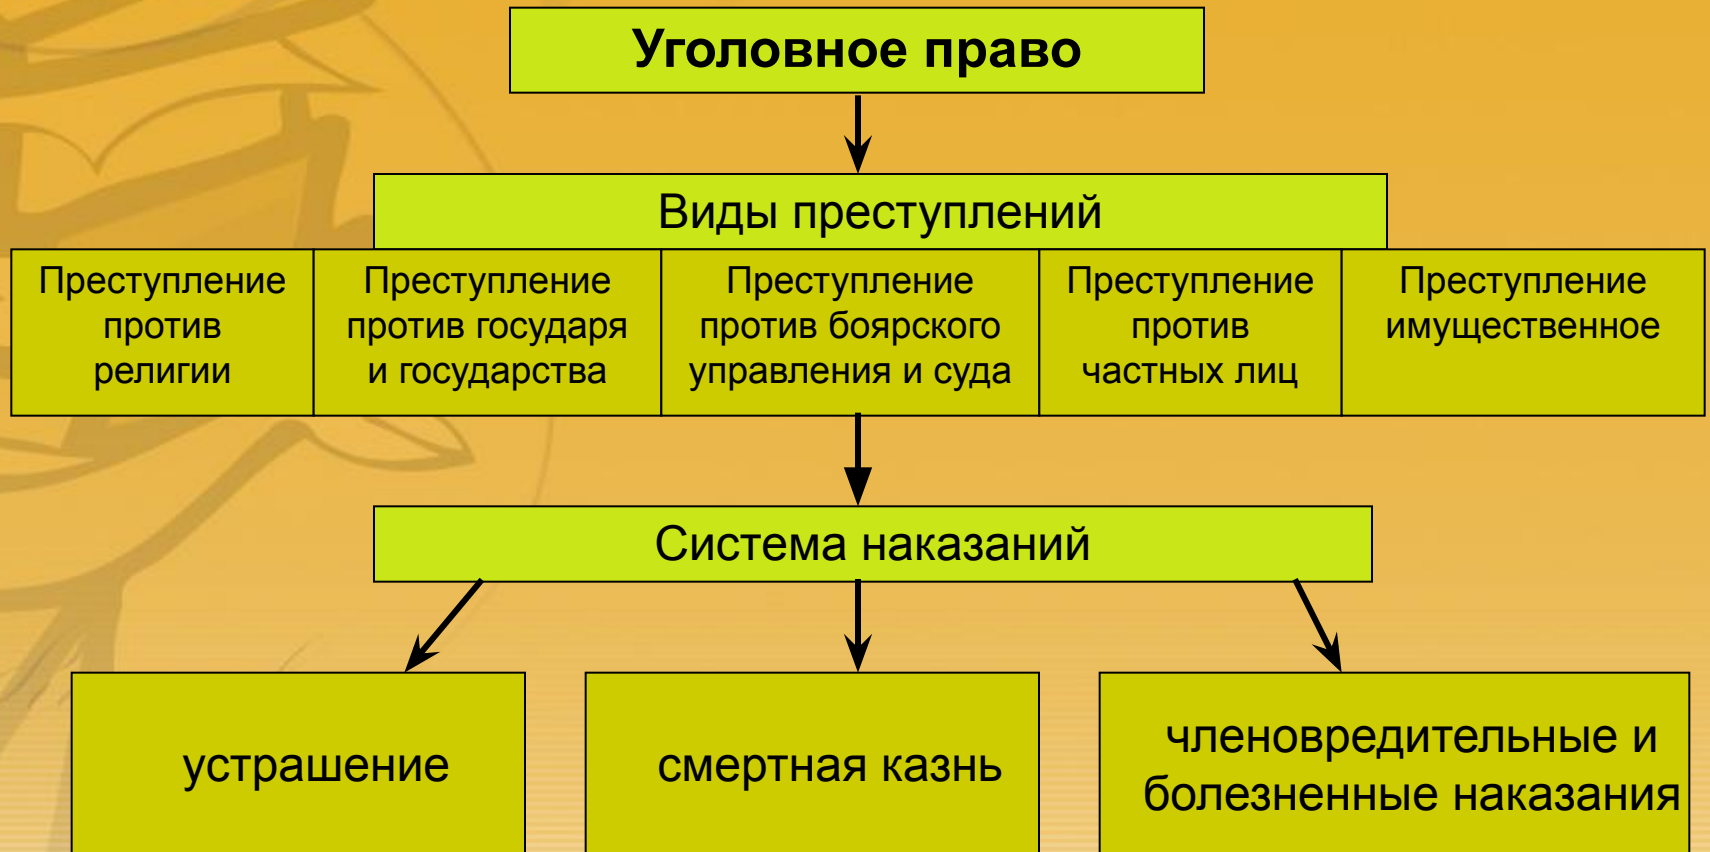 Уголовное право
Виды преступлений
Преступление
против
религии
Преступление
против государя
и государства
Преступление
против боярского
управления и суда
Преступление
против
частных лиц
Преступление
имущественное
Система наказаний
устрашение
смертная казнь
членовредительные и
болезненные наказания